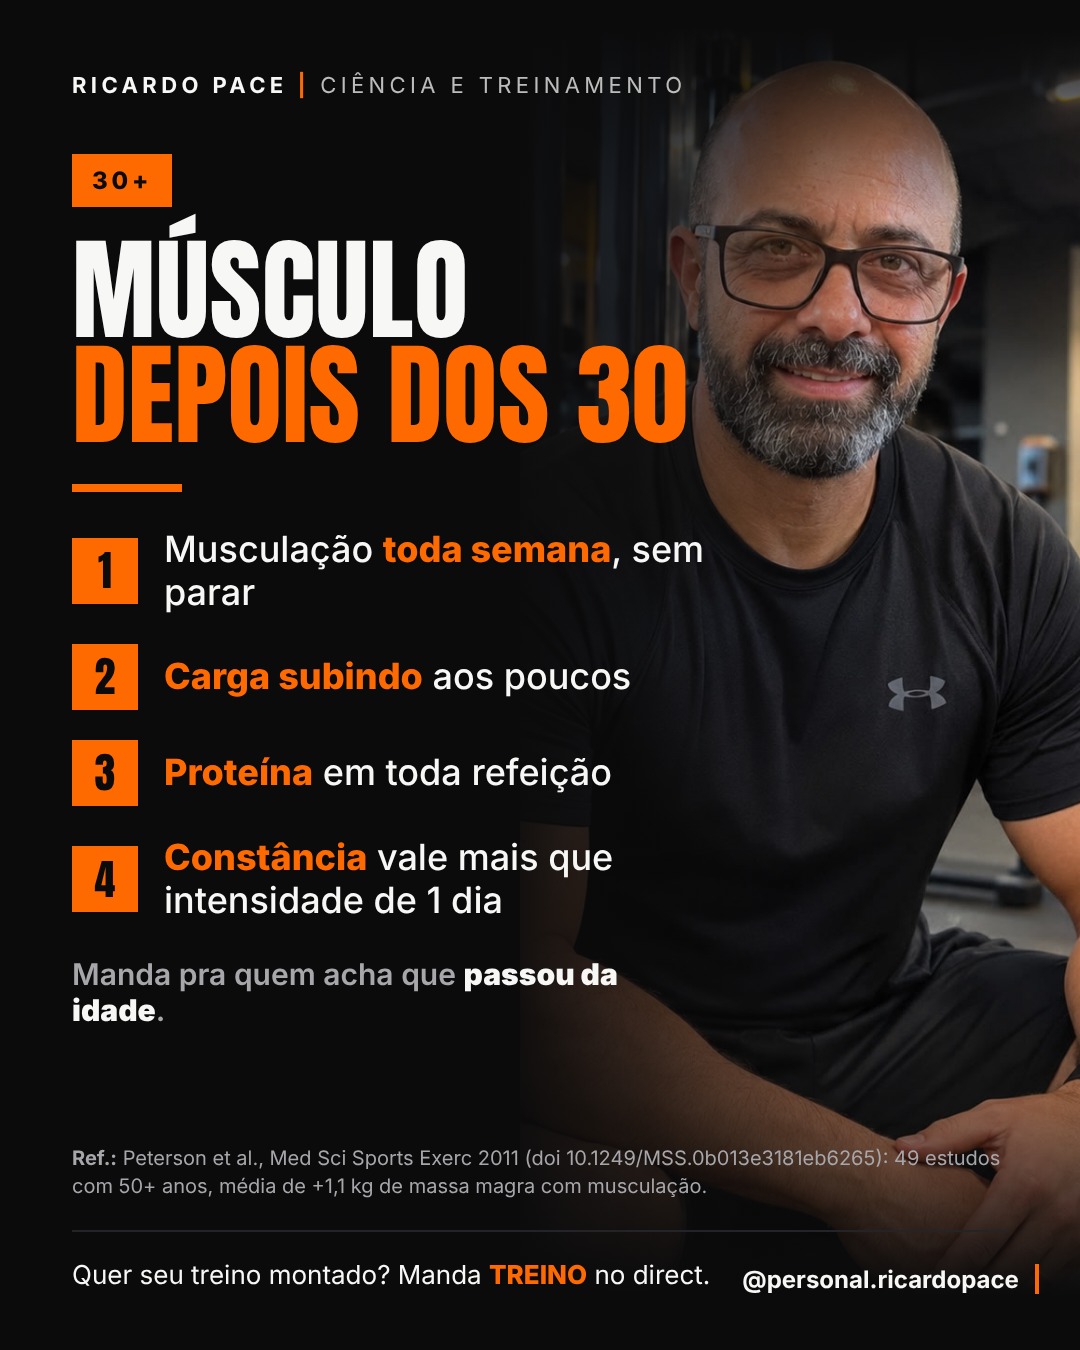 RICARDO PACE | CIÊNCIA E TREINAMENTO
30+
MÚSCULO
DEPOIS DOS 30
1 Musculação toda semana, sem
parar
2 Carga subindo aos poucos
3 Proteína em toda refeição
4 Constância vale mais que
intensidade de 1 dia
Manda pra quem acha que passou da
idade.
Ref.: Peterson et al., Med Sci Sports Exerc 2011 (doi 10.1249/MSS.0b013e3181eb6265): 49 estudos
com 50+ anos, média de +1,1 kg de massa magra com musculação.
Quer seu treino montado? Manda TREINO no direct.
@personal.ricardopace